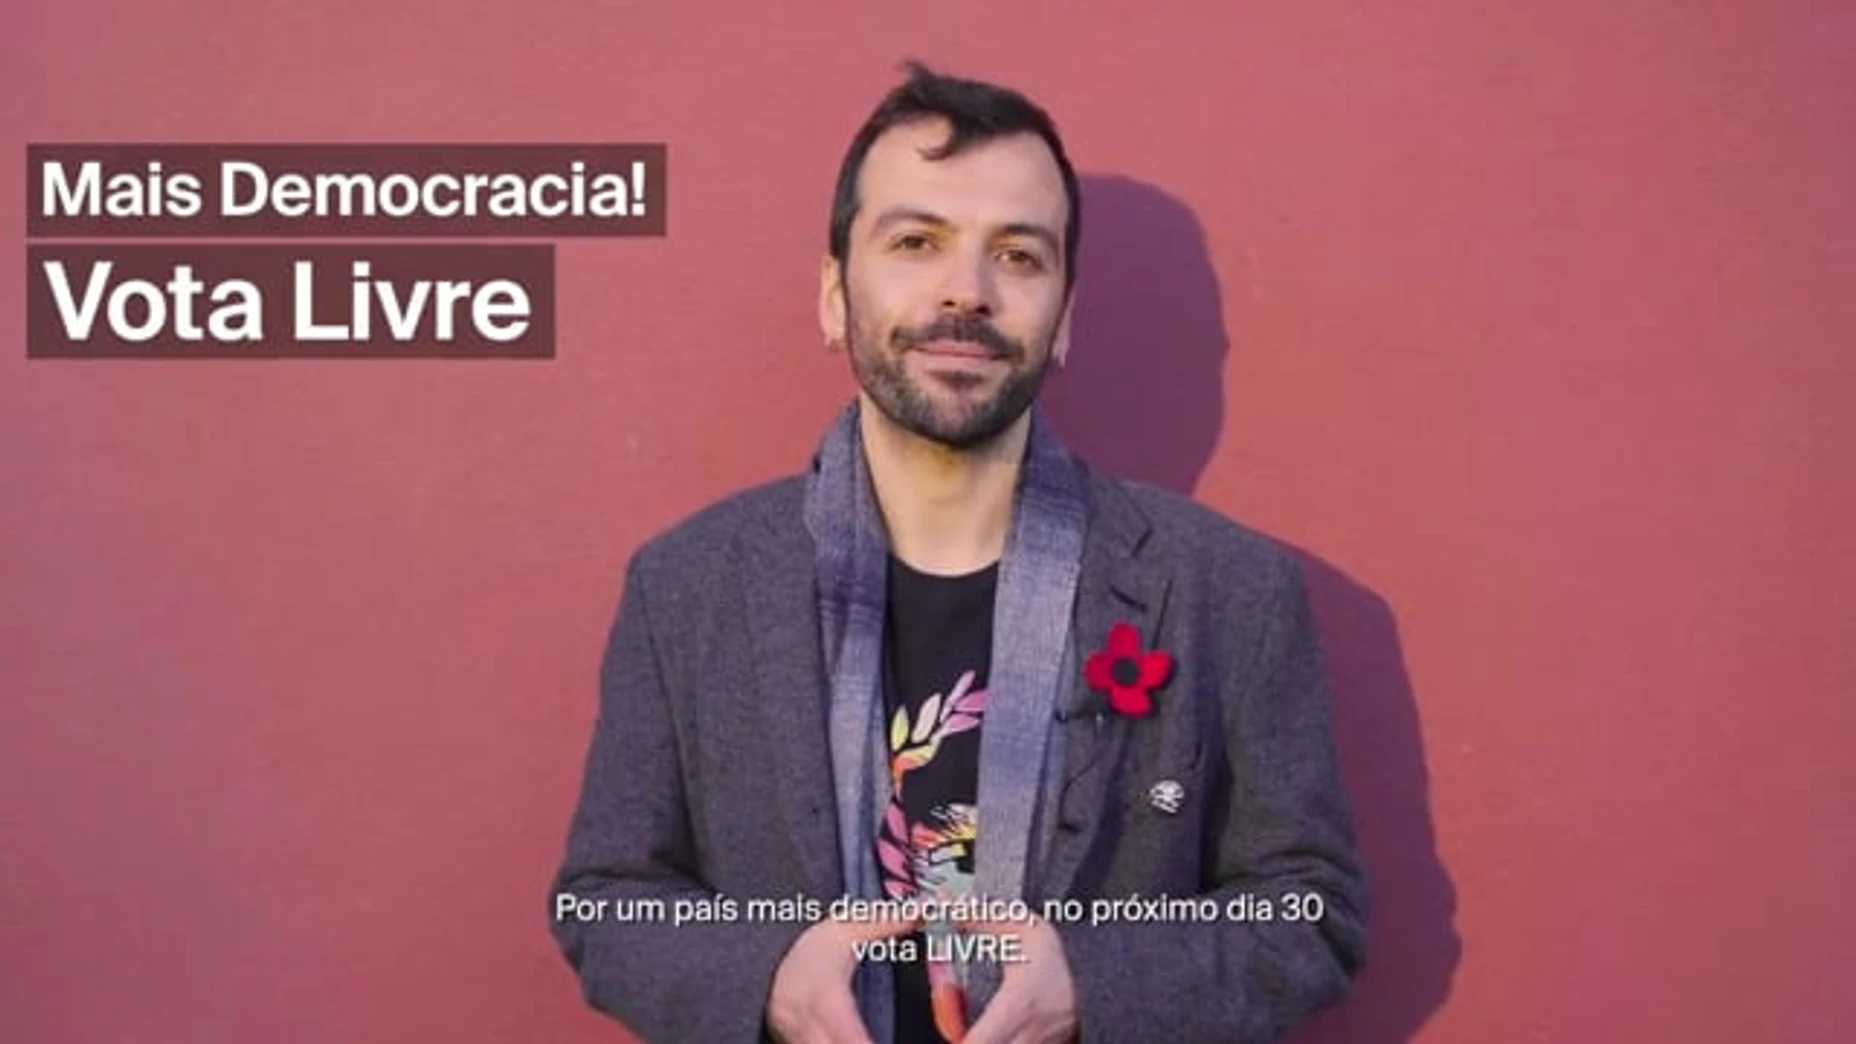 Mais Democracia!
Vota Livre
Por um país mais democrático, no próximo dia 30
vota LIVRE.